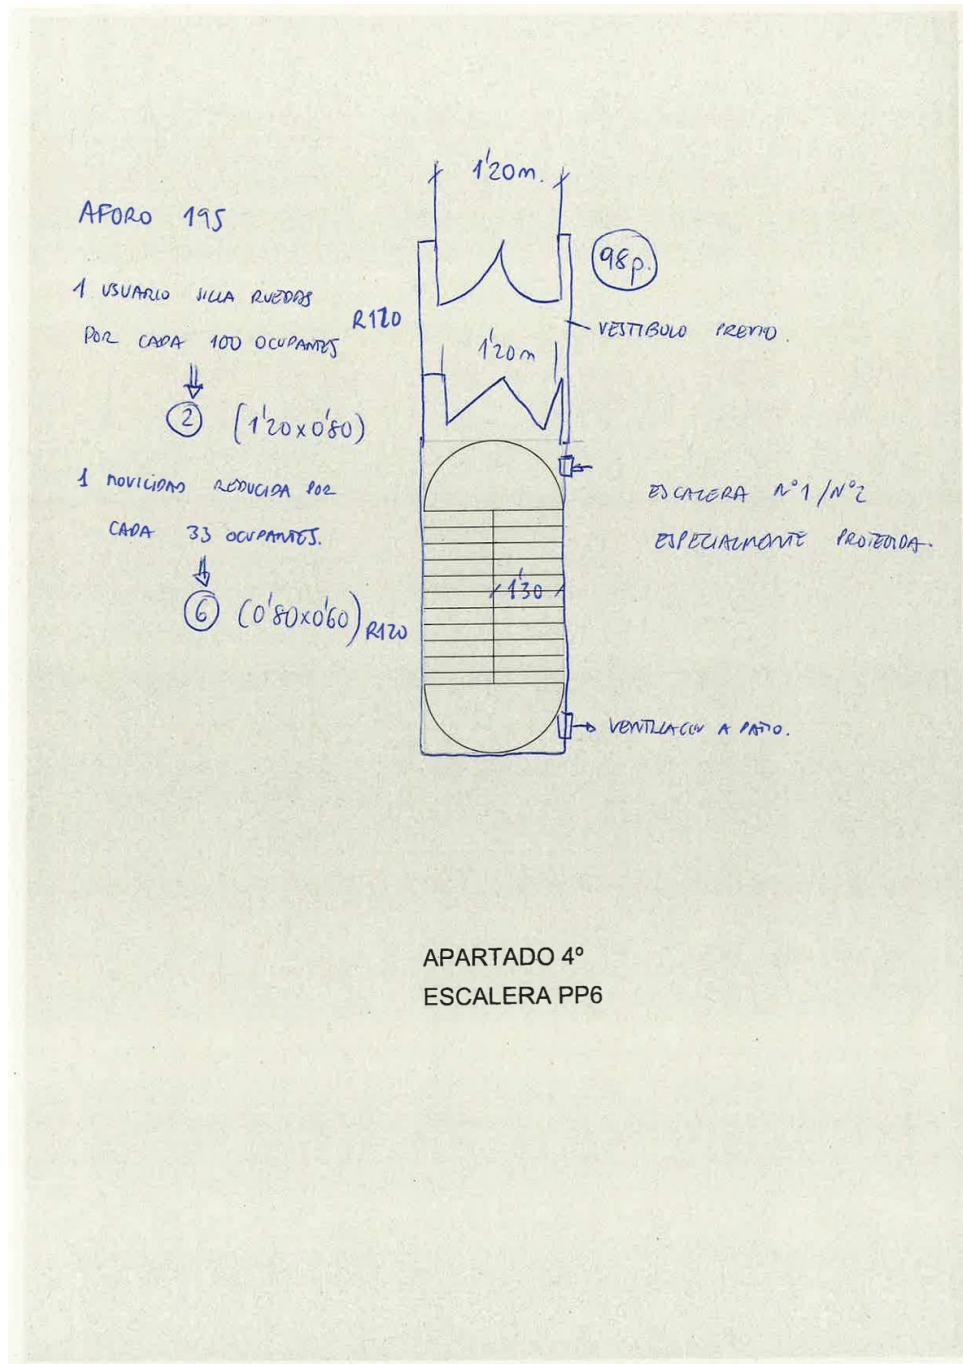 1'20m.
AFORO 195
98p.
1 USUARIO SILLA RUEDAS
R120
POR CADA 100 OCUPANTES
VESTIBULO PREVIO.
1'20m
2 (1'20x0'80)
1 MOVILIDAD REDUCIDA POR
ESCALERA Nº1/Nº2
CADA 33 OCUPANTES.
ESPECIALMENTE PROTEGIDA.
1'30
6 (0'80x0'60)
R120
VENTILACION A PATIO.
APARTADO 4º
ESCALERA PP6